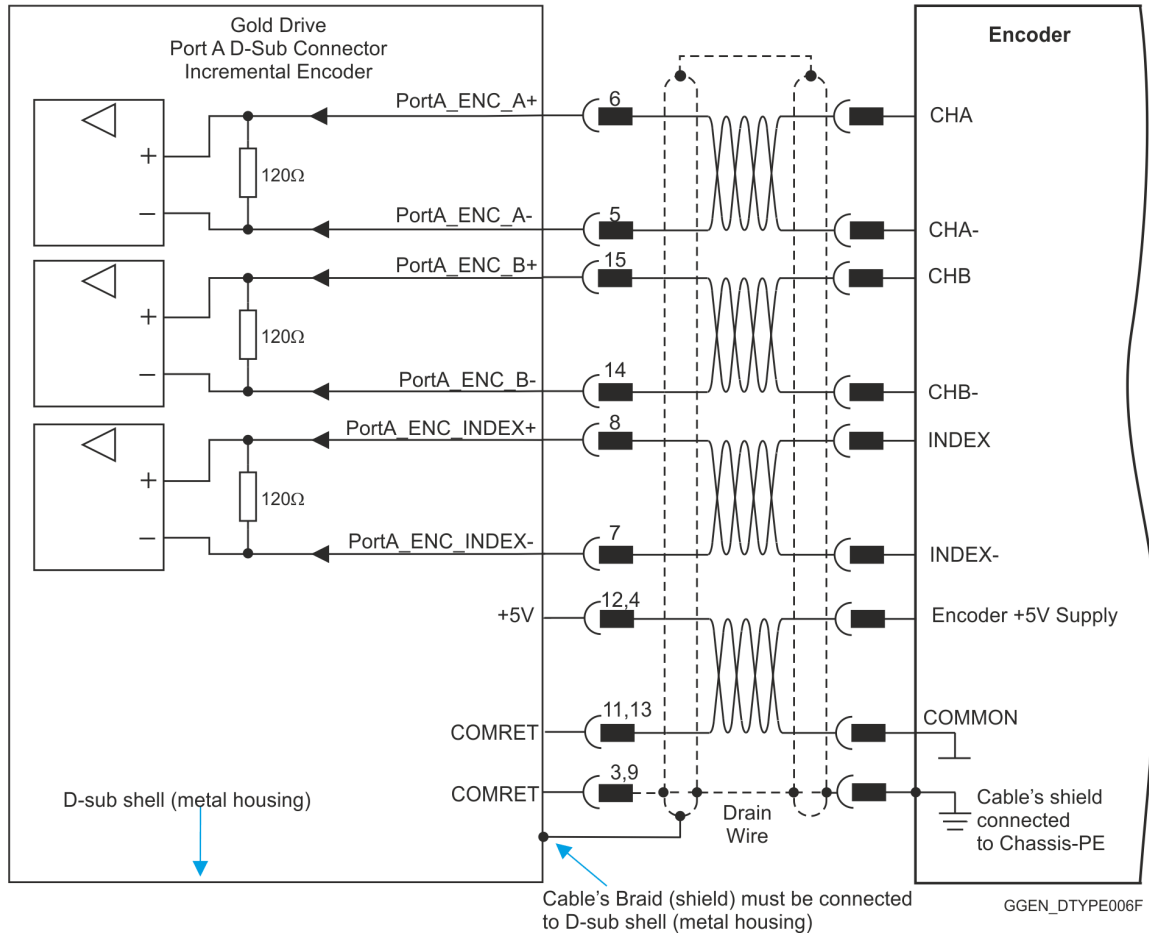 Gold Drive
Port A D-Sub Connector
Incremental Encoder
Encoder
PortA_ENC_A+
6
CHA
+
120Ω
−
PortA_ENC_A-
5
CHA-
PortA_ENC_B+
15
CHB
+
120Ω
−
PortA_ENC_B-
14
CHB-
PortA_ENC_INDEX+
8
INDEX
+
120Ω
−
PortA_ENC_INDEX-
7
INDEX-
+5V
12,4
Encoder +5V Supply
COMRET
11,13
COMMON
COMRET
3,9
D-sub shell (metal housing)
Drain
Wire
Cable's shield
connected
to Chassis-PE
Cable's Braid (shield) must be connected
to D-sub shell (metal housing)
GGEN_DTYPE006F